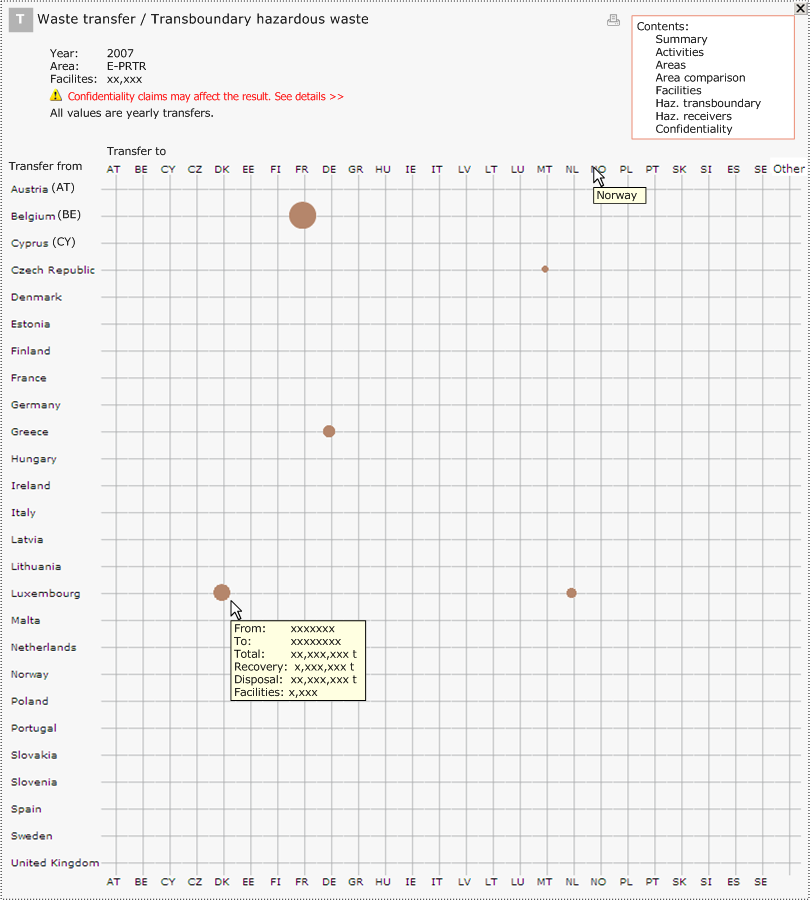 T Waste transfer / Transboundary hazardous waste
X
Contents:
Summary
Activities
Areas
Area comparison
Facilities
Haz. transboundary
Haz. receivers
Confidentiality
Year: 2007
Area: E-PRTR
Facilites: xx,xxx
Confidentiality claims may affect the result. See details >>
All values are yearly transfers.
Transfer to
Transfer from
AT BE CY CZ DK EE FI FR DE GR HU IE IT LV LT LU MT NL NO PL PT SK SI ES SE Other
Norway
Austria (AT)
Belgium (BE)
Cyprus (CY)
Czech Republic
Denmark
Estonia
Finland
France
Germany
Greece
Hungary
Ireland
Italy
Latvia
Lithuania
Luxembourg
Malta
Netherlands
Norway
Poland
Portugal
Slovakia
Slovenia
Spain
Sweden
United Kingdom
From: xxxxxxx
To: xxxxxxxx
Total: xx,xxx,xxx t
Recovery: x,xxx,xxx t
Disposal: xx,xxx,xxx t
Facilities: x,xxx
AT BE CY CZ DK EE FI FR DE GR HU IE IT LV LT LU MT NL NO PL PT SK SI ES SE